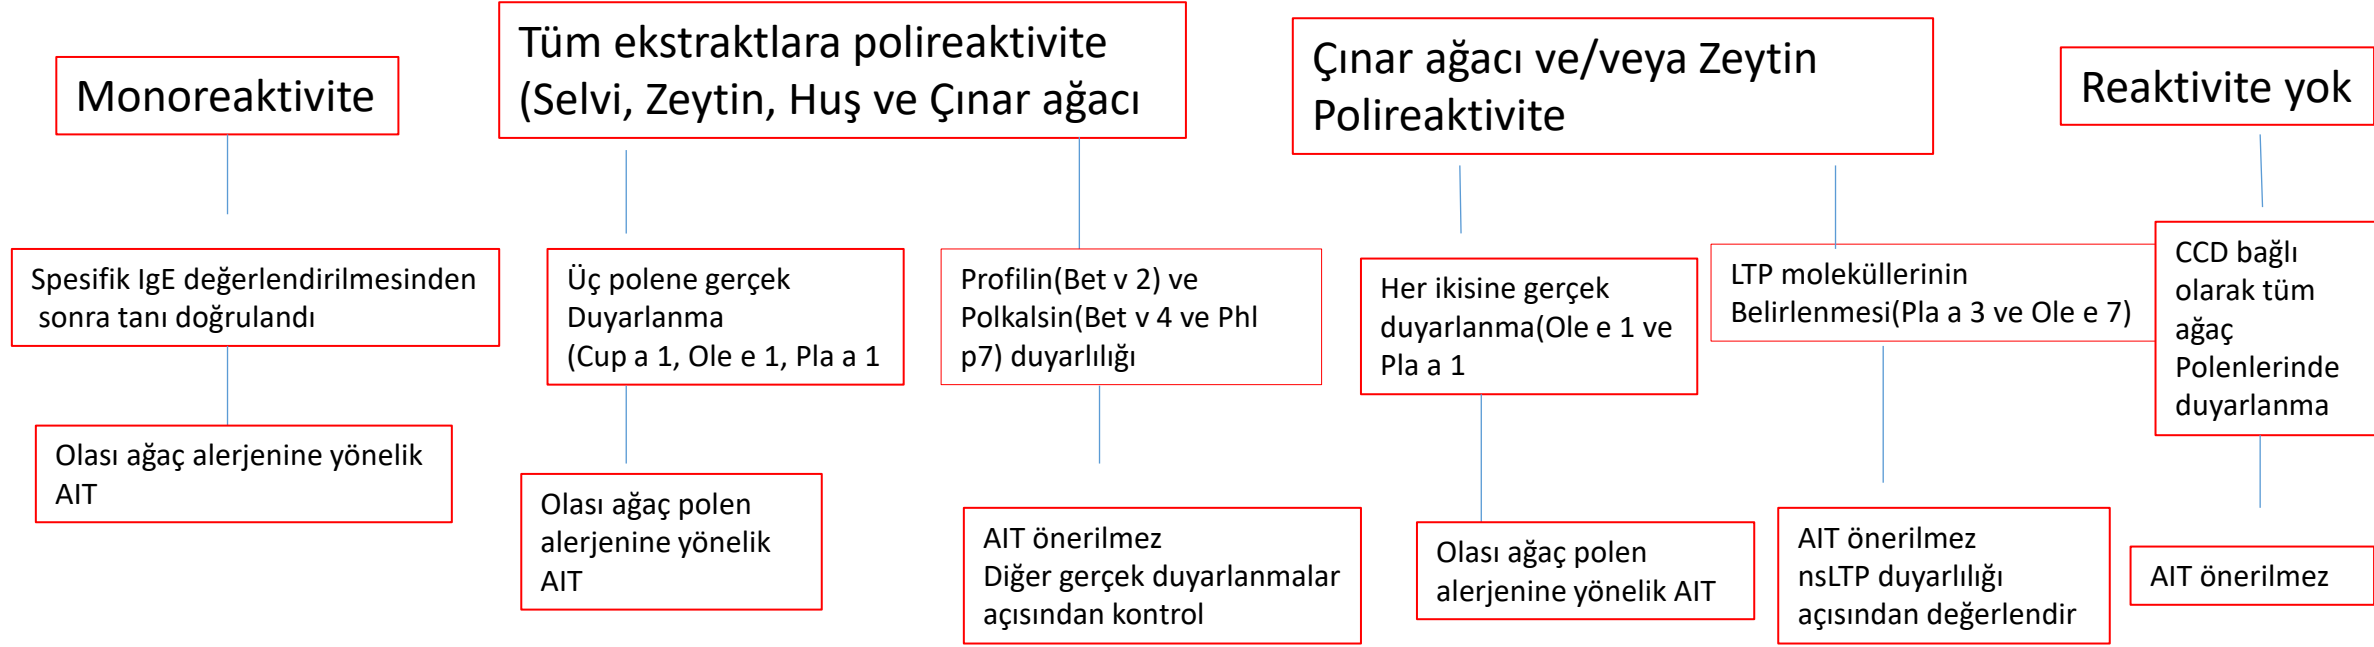 Monoreaktivite
Tüm ekstraktlara polireaktivite
(Selvi, Zeytin, Huş ve Çınar ağacı
Çınar ağacı ve/veya Zeytin
Polireaktivite
Reaktivite yok
Spesifik IgE değerlendirilmesinden
sonra tanı doğrulandı
Üç polene gerçek
Duyarlanma
(Cup a 1, Ole e 1, Pla a 1
Profilin(Bet v 2) ve
Polkalsin(Bet v 4 ve Phl
p7) duyarlılığı
Her ikisine gerçek
duyarlanma(Ole e 1 ve
Pla a 1
LTP moleküllerinin
Belirlenmesi(Pla a 3 ve Ole e 7)
CCD bağlı
olarak tüm
ağaç
Polenlerinde
duyarlanma
Olası ağaç alerjenine yönelik
AIT
Olası ağaç polen
alerjenine yönelik
AIT
AIT önerilmez
Diğer gerçek duyarlanmalar
açısından kontrol
Olası ağaç polen
alerjenine yönelik AIT
AIT önerilmez
nsLTP duyarlılığı
açısından değerlendir
AIT önerilmez